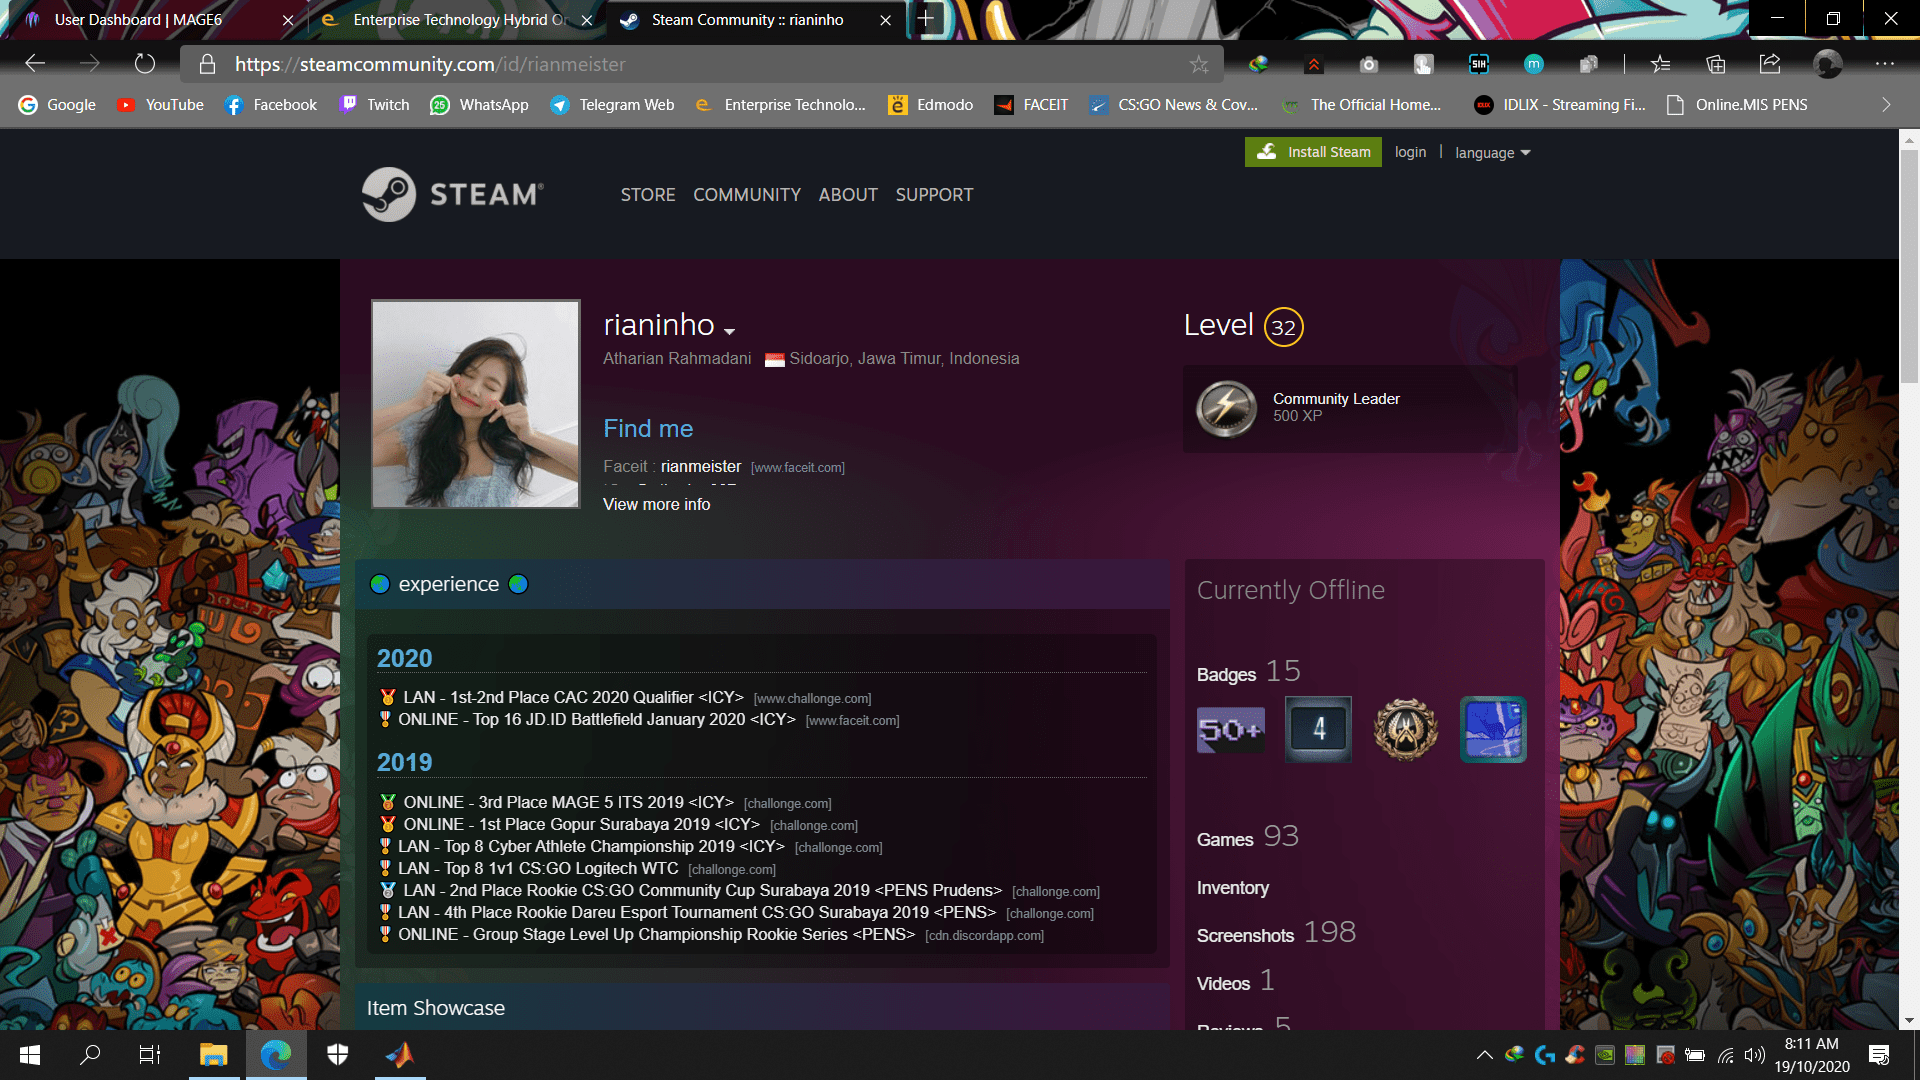 User Dashboard | MAGE6
Enterprise Technology Hybrid Or
Steam Community :: rianinho
https://steamcommunity.com/id/rianmeister
SIH
m
Google
YouTube
Facebook
Twitch
25
WhatsApp
Telegram Web
Enterprise Technolo...
Edmodo
FACEIT
CS:GO News & Cov...
The Official Home...
IDLIX - Streaming Fi...
Online.MIS PENS
Install Steam
login
language
STEAM®
STORE
COMMUNITY
ABOUT
SUPPORT
rianinho
Atharian Rahmadani
Sidoarjo, Jawa Timur, Indonesia
Find me
Faceit : rianmeister [www.faceit.com]
View more info
Level 32
Community Leader
500 XP
experience
2020
LAN - 1st-2nd Place CAC 2020 Qualifier <ICY> [www.challonge.com]
ONLINE - Top 16 JD.ID Battlefield January 2020 <ICY> [www.faceit.com]
2019
ONLINE - 3rd Place MAGE 5 ITS 2019 <ICY> [challonge.com]
ONLINE - 1st Place Gopur Surabaya 2019 <ICY> [challonge.com]
LAN - Top 8 Cyber Athlete Championship 2019 <ICY> [challonge.com]
LAN - Top 8 1v1 CS:GO Logitech WTC [challonge.com]
LAN - 2nd Place Rookie CS:GO Community Cup Surabaya 2019 <PENS Prudens> [challonge.com]
LAN - 4th Place Rookie Dareu Esport Tournament CS:GO Surabaya 2019 <PENS> [challonge.com]
ONLINE - Group Stage Level Up Championship Rookie Series <PENS> [cdn.discordapp.com]
Item Showcase
Currently Offline
Badges 15
50+
4
Games 93
Inventory
Screenshots 198
Videos 1
Reviews 5
8:11 AM
19/10/2020